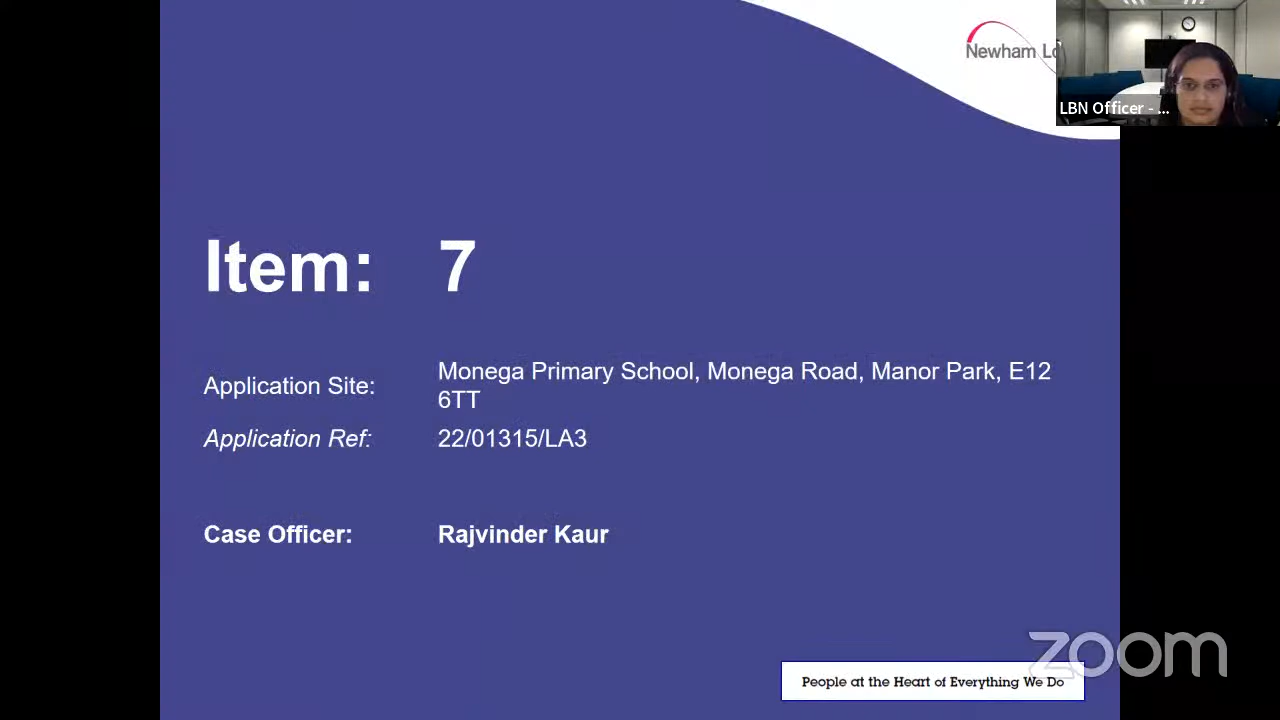 Newham Lo
LBN Officer - ...
Item: 7
Application Site: Monega Primary School, Monega Road, Manor Park, E12
6TT
Application Ref: 22/01315/LA3
Case Officer: Rajvinder Kaur
zoom
People at the Heart of Everything We Do